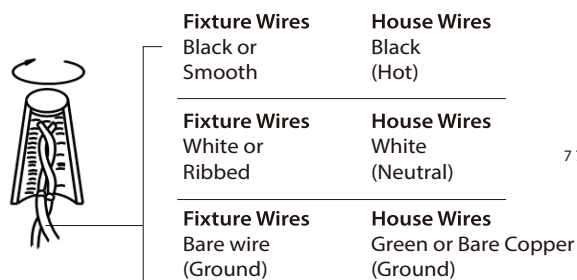 Fixture Wires House Wires
Black or Black
Smooth (Hot)
Fixture Wires House Wires
White or White
Ribbed (Neutral)
Fixture Wires House Wires
Bare wire Green or Bare Copper
(Ground) (Ground)
7